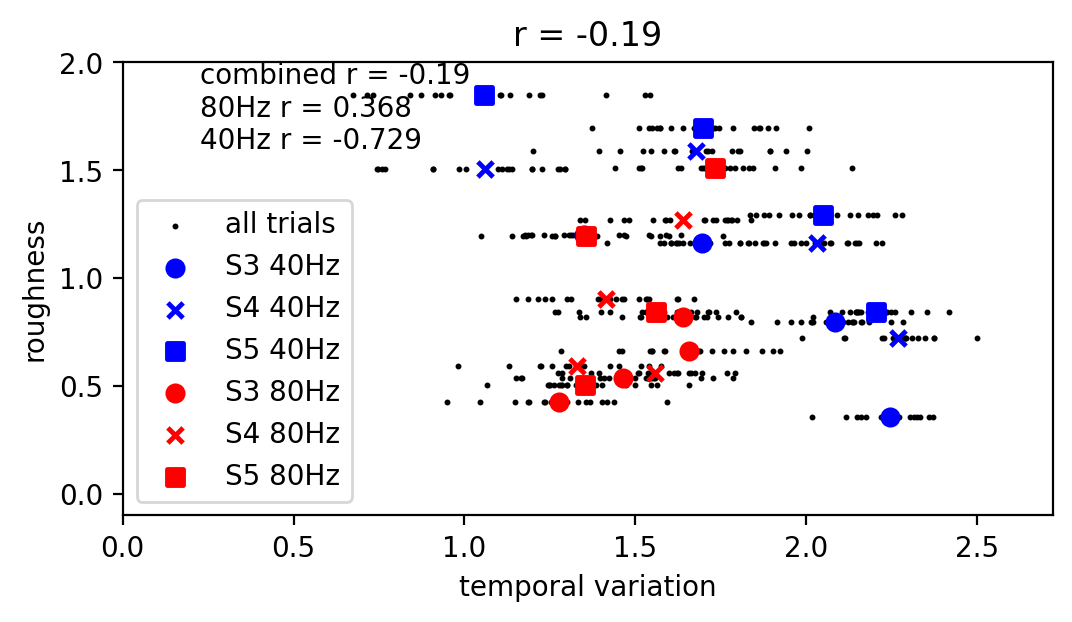 r = -0.19
combined r = -0.19
80Hz r = 0.368
40Hz r = -0.729
2.0
1.5
1.0
0.5
0.0
roughness
all trials
S3 40Hz
S4 40Hz
S5 40Hz
S3 80Hz
S4 80Hz
S5 80Hz
0.0 0.5 1.0 1.5 2.0 2.5
temporal variation